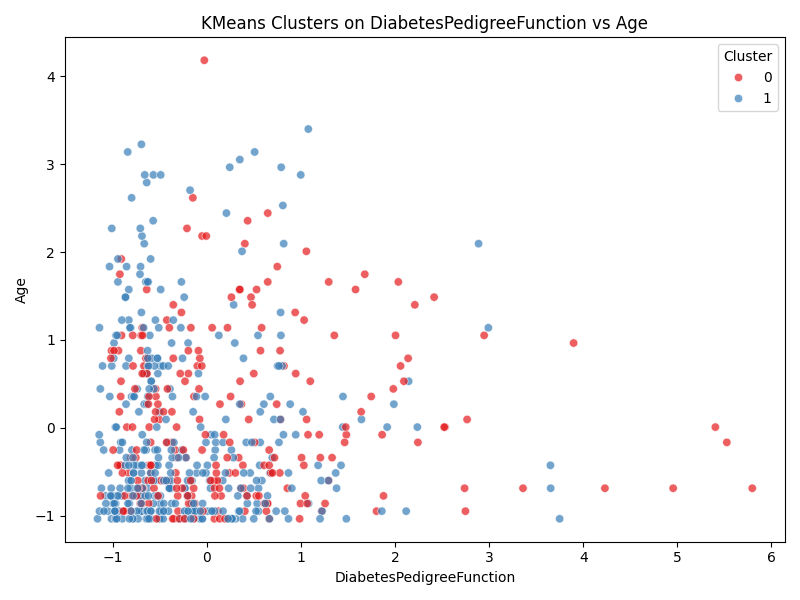 KMeans Clusters on DiabetesPedigreeFunction vs Age
Cluster
0
1
Age
4
3
2
1
0
−1
−1 0 1 2 3 4 5 6
DiabetesPedigreeFunction